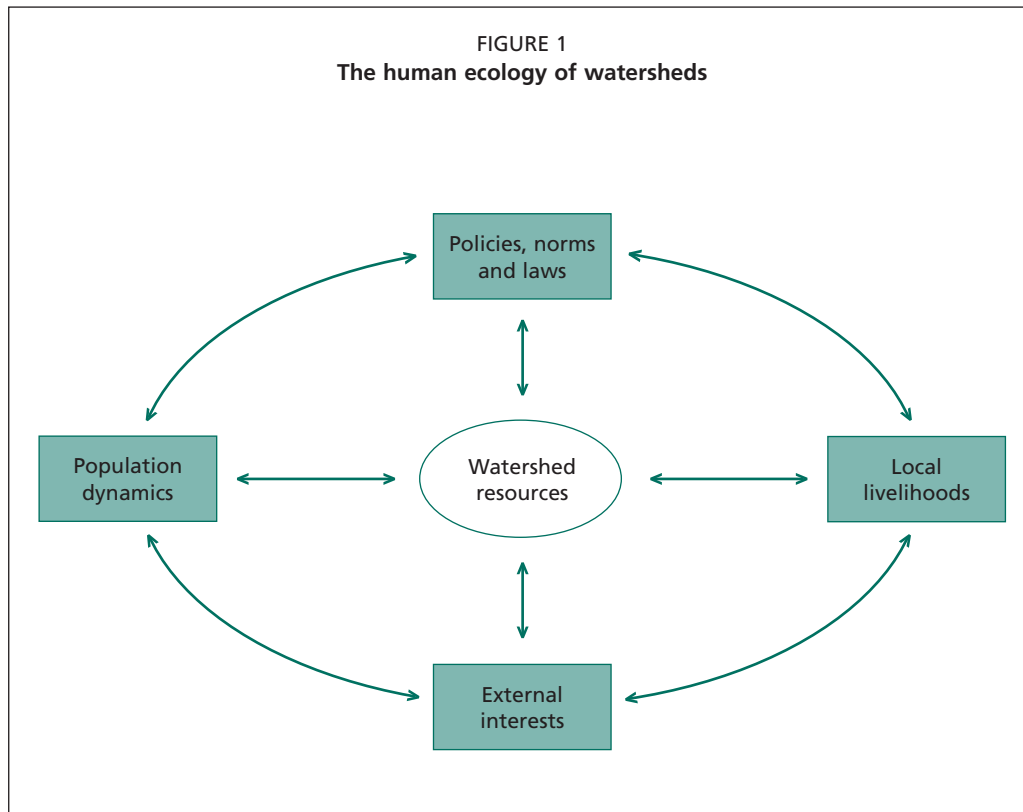 FIGURE 1
The human ecology of watersheds
Policies, norms
and laws
Population
dynamics
Watershed
resources
Local
livelihoods
External
interests